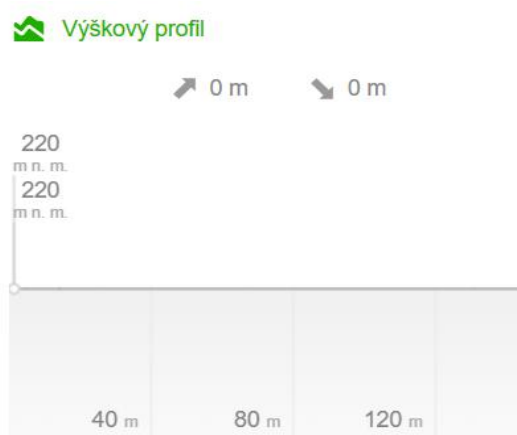 Výškový profil
0 m 0 m
220
m n. m.
220
m n. m.
40 m 80 m 120 m